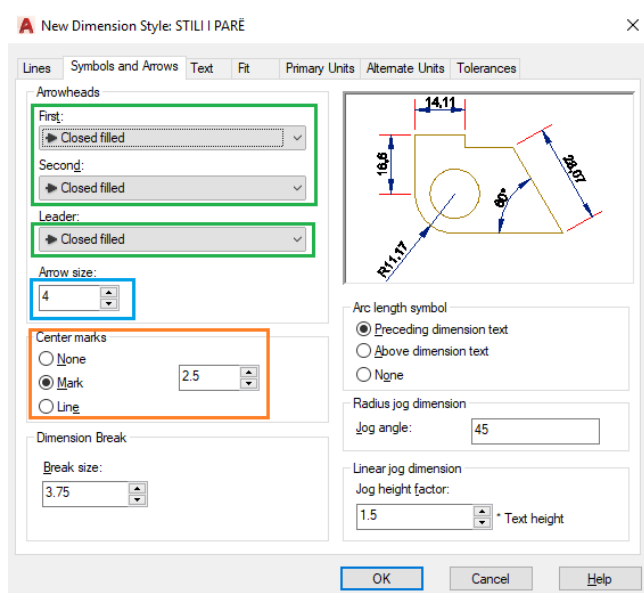 New Dimension Style: STILI I PARË
Lines Symbols and Arrows Text Fit Primary Units Alternate Units Tolerances
Arrowheads
First:
Closed filled
Second:
Closed filled
Leader:
Closed filled
Arrow size:
4
Center marks
None
Mark
2.5
Line
Dimension Break
Break size:
3.75
14,11
16,6
28,07
60°
R11,17
Arc length symbol
Preceding dimension text
Above dimension text
None
Radius jog dimension
Jog angle:
45
Linear jog dimension
Jog height factor:
1.5
* Text height
OK Cancel Help